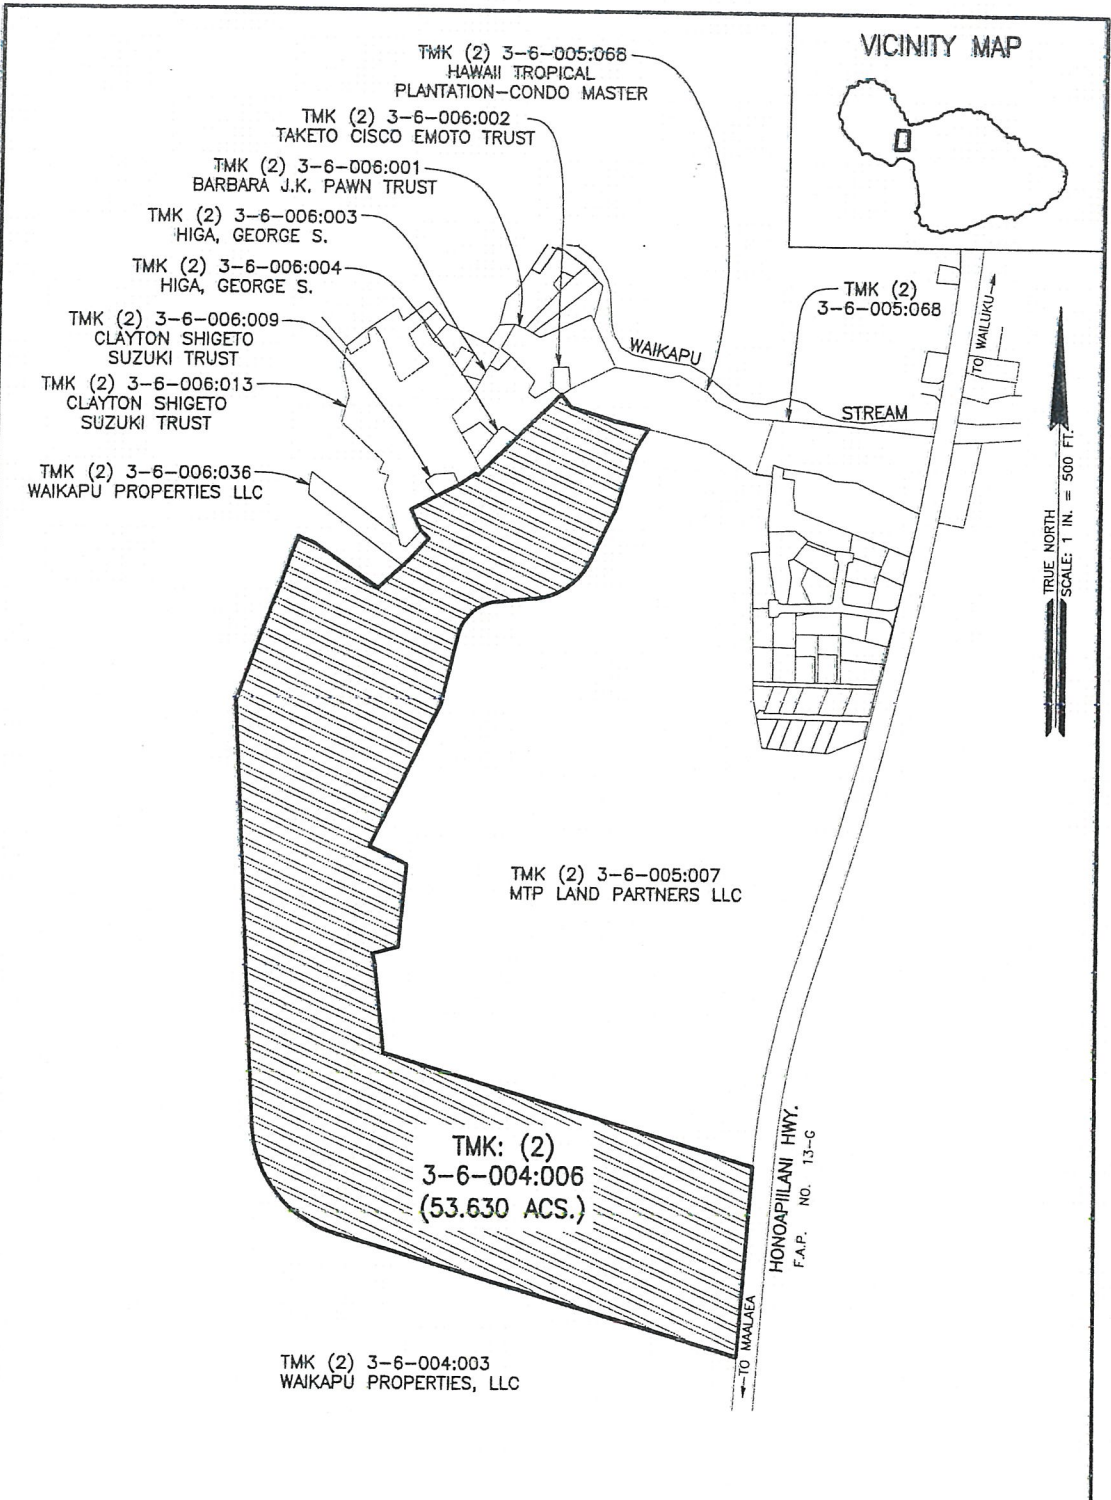 VICINITY MAP
TMK (2) 3-6-005:068
HAWAII TROPICAL
PLANTATION-CONDO MASTER
TMK (2) 3-6-006:002
TAKETO CISCO EMOTO TRUST
TMK (2) 3-6-006:001
BARBARA J.K. PAWN TRUST
TMK (2) 3-6-006:003
HIGA, GEORGE S.
TMK (2) 3-6-006:004
HIGA, GEORGE S.
TMK (2) 3-6-006:009
CLAYTON SHIGETO
SUZUKI TRUST
TMK (2) 3-6-006:013
CLAYTON SHIGETO
SUZUKI TRUST
TMK (2) 3-6-006:036
WAIKAPU PROPERTIES LLC
TMK (2)
3-6-005:068
WAIKAPU
STREAM
TO WAILUKU
TRUE NORTH
SCALE: 1 IN. = 500 FT.
TMK (2) 3-6-005:007
MTP LAND PARTNERS LLC
TMK: (2)
3-6-004:006
(53.630 ACS.)
HONOAPIILANI HWY.
F.A.P. NO. 13-G
TO MAALAEA
TMK (2) 3-6-004:003
WAIKAPU PROPERTIES, LLC